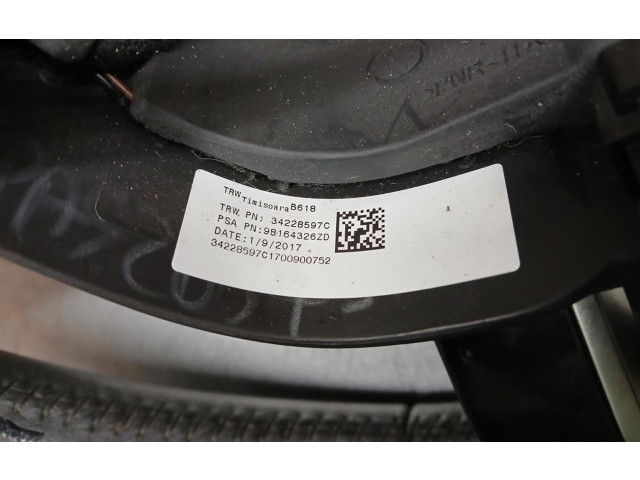 TRW Timisoara B618
TRW. PN: 34228597C
PSA PN:98164326ZD
DATE:1/9/2017
34228597C1700900752